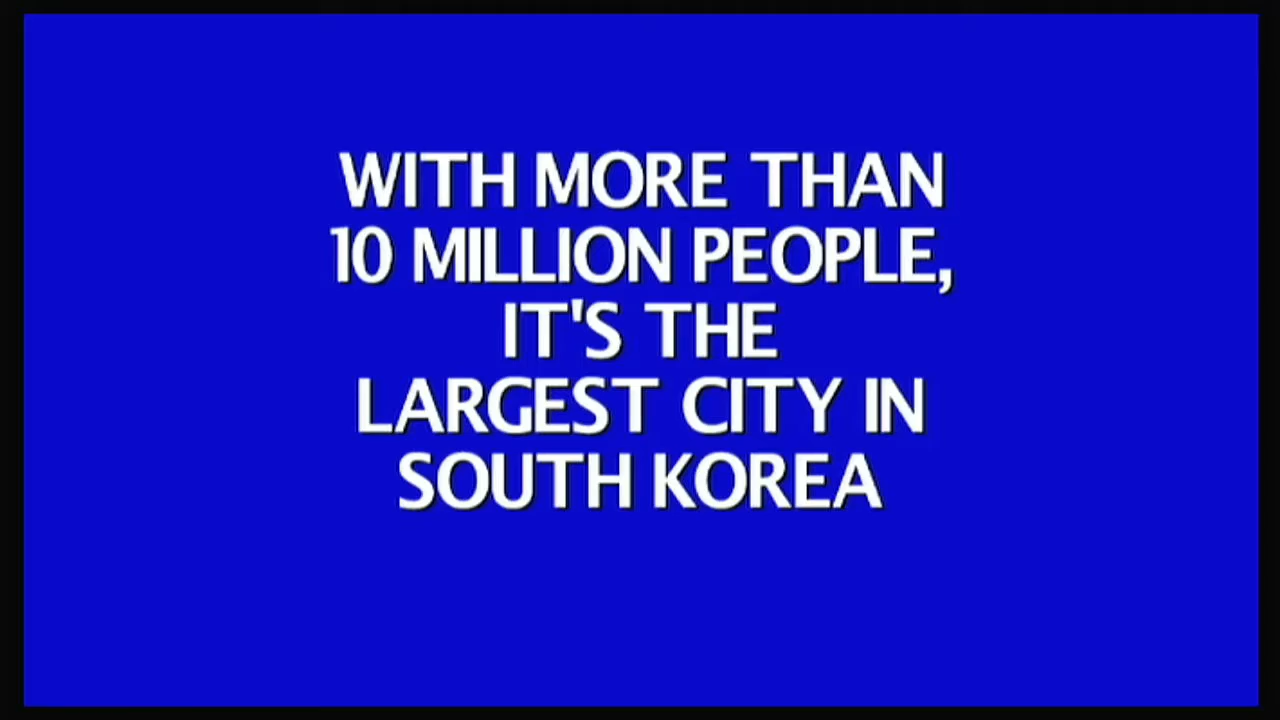 WITH MORE THAN
10 MILLION PEOPLE,
IT'S THE
LARGEST CITY IN
SOUTH KOREA